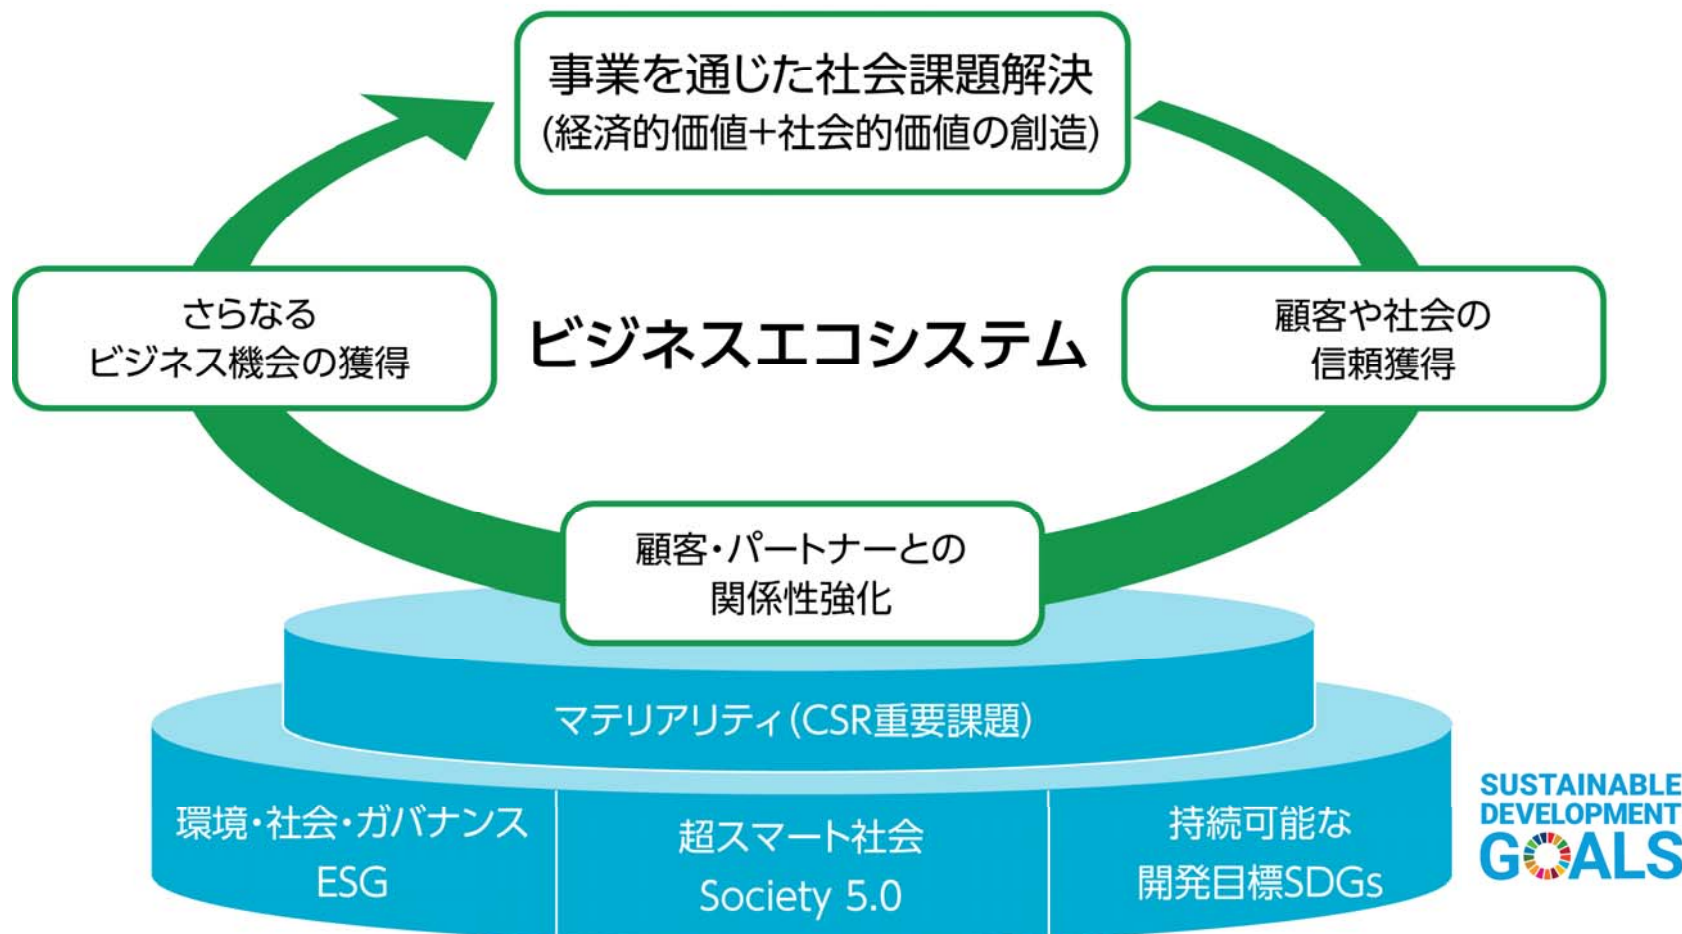 事業を通じた社会課題解決
(経済的価値+社会的価値の創造)
さらなる
ビジネス機会の獲得
ビジネスエコシステム
顧客や社会の
信頼獲得
顧客・パートナーとの
関係性強化
マテリアリティ(CSR重要課題)
環境・社会・ガバナンス
ESG
超スマート社会
Society 5.0
持続可能な
開発目標SDGs
SUSTAINABLE
DEVELOPMENT
GOALS